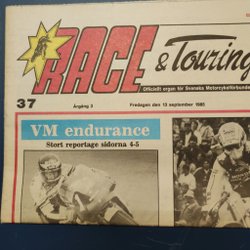 RACE & Touring
Officiellt organ för Svenska Motorcykelförbunde
37
Årgång 3
Fredagen den 13 september 1985
VM endurance
Stort reportage sidorna 4-5